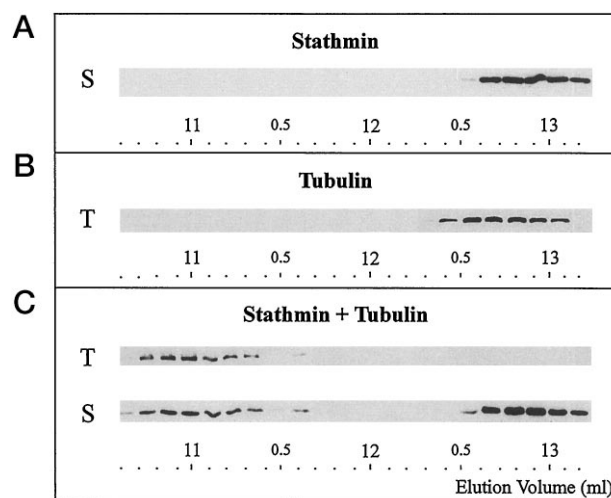 A
Stathmin
S
11 0.5 12 0.5 13
B
Tubulin
T
11 0.5 12 0.5 13
C
Stathmin + Tubulin
T
S
11 0.5 12 0.5 13
Elution Volume (ml)